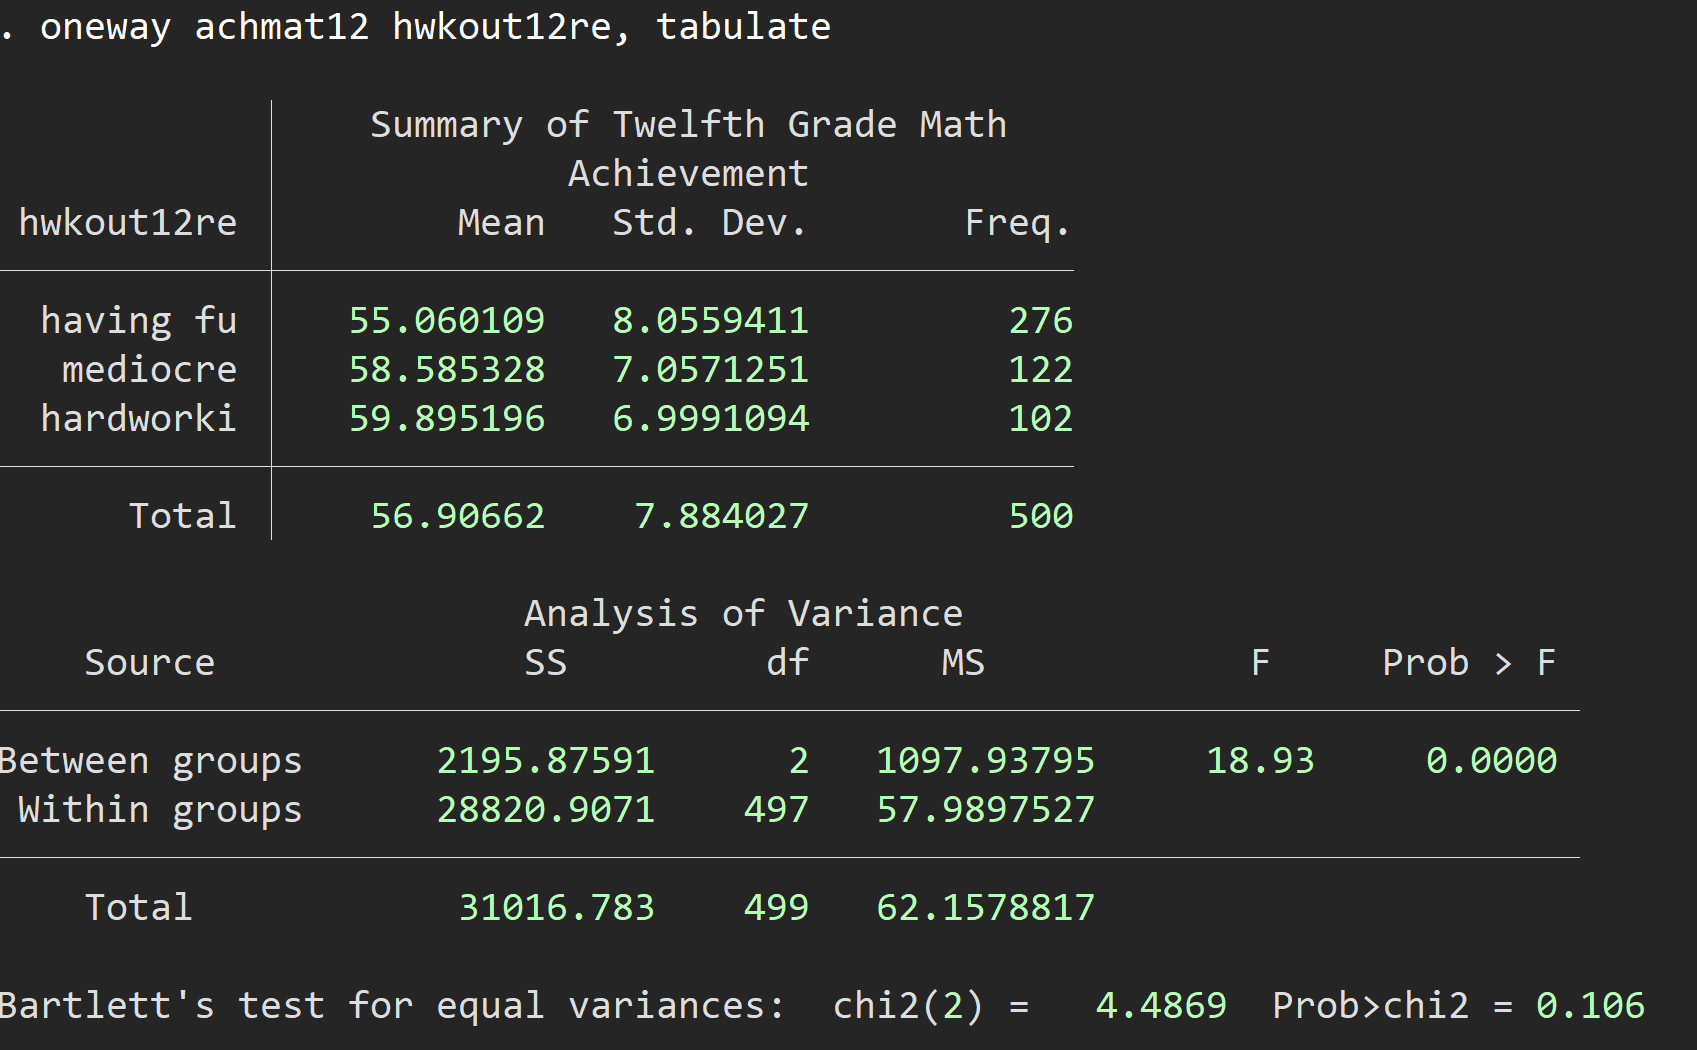 . oneway achmat12 hwkout12re, tabulate
Summary of Twelfth Grade Math
Achievement
hwkout12re Mean Std. Dev. Freq.
having fu 55.060109 8.0559411 276
mediocre 58.585328 7.0571251 122
hardworki 59.895196 6.9991094 102
Total 56.90662 7.884027 500
Analysis of Variance
Source SS df MS F Prob > F
Between groups 2195.87591 2 1097.93795 18.93 0.0000
Within groups 28820.9071 497 57.9897527
Total 31016.783 499 62.1578817
Bartlett's test for equal variances: chi2(2) = 4.4869 Prob>chi2 = 0.106